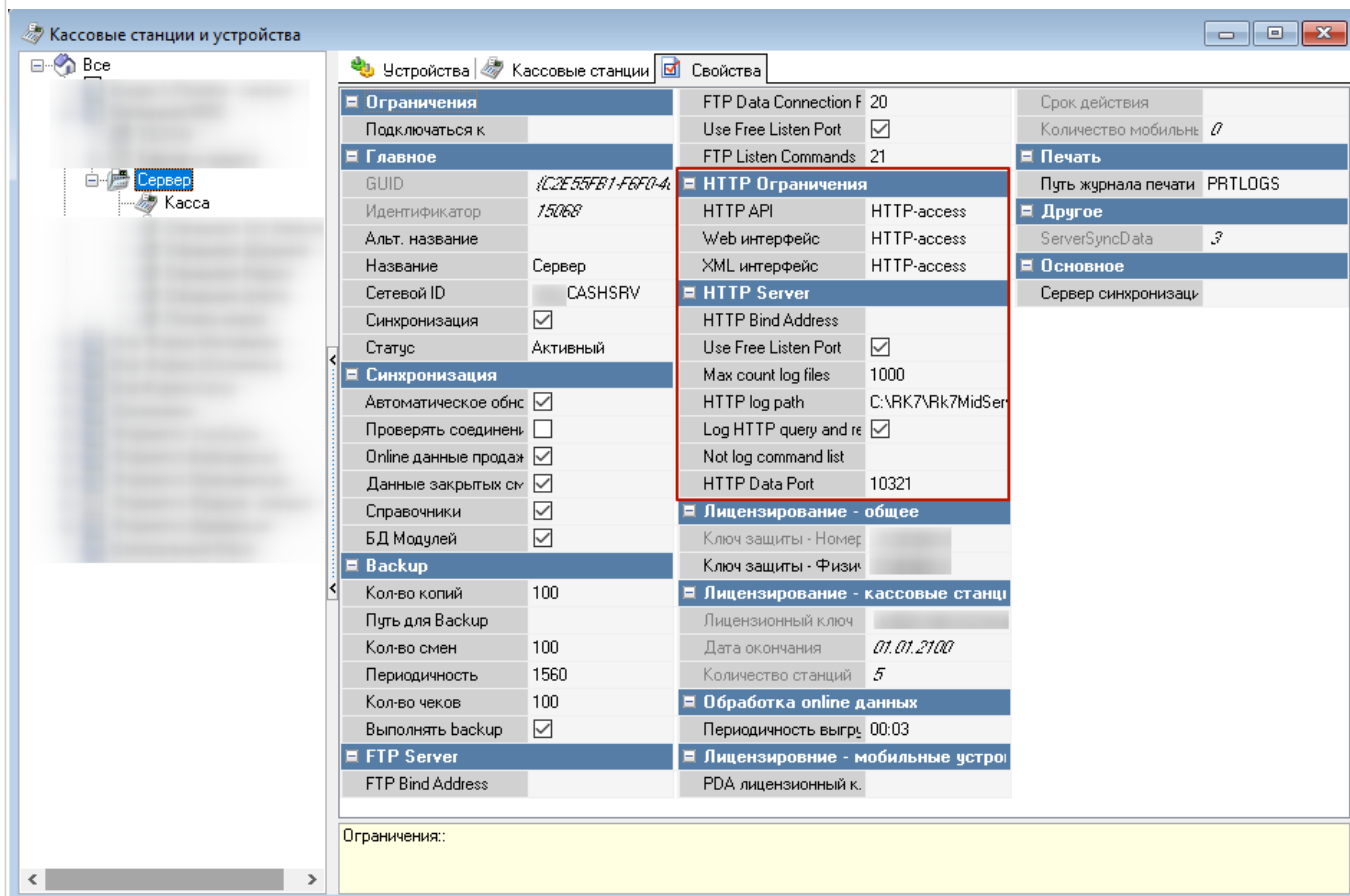 Кассовые станции и устройства
Все
Сервер
Касса
Устройства Кассовые станции Свойства
Ограничения
Подключаться к
Главное
GUID {C2E55FB1-F6F0-4
Идентификатор 15068
Альт. название
Название Сервер
Сетевой ID CASHSRV
Синхронизация
Статус Активный
Синхронизация
Автоматическое обнс
Проверять соединени
Online данные продаж
Данные закрытых см
Справочники
БД Модулей
Backup
Кол-во копий 100
Путь для Backup
Кол-во смен 100
Периодичность 1560
Кол-во чеков 100
Выполнять backup
FTP Server
FTP Bind Address
FTP Data Connection F 20
Use Free Listen Port
FTP Listen Commands 21
HTTP Ограничения
HTTP API HTTP-access
Web интерфейс HTTP-access
XML интерфейс HTTP-access
HTTP Server
HTTP Bind Address
Use Free Listen Port
Max count log files 1000
HTTP log path C:\RK7\Rk7MidSer
Log HTTP query and re
Not log command list
HTTP Data Port 10321
Лицензирование - общее
Ключ защиты - Номер
Ключ защиты - Физич
Лицензирование - кассовые станци
Лицензионный ключ
Дата окончания 01.01.2100
Количество станций 5
Обработка online данных
Периодичность выгру 00:03
Лицензировние - мобильные устрої
PDA лицензионный к.
Срок действия
Количество мобильнь 0
Печать
Путь журнала печати PRTLOGS
Другое
ServerSyncData 3
Основное
Сервер синхронизаци
Ограничения::